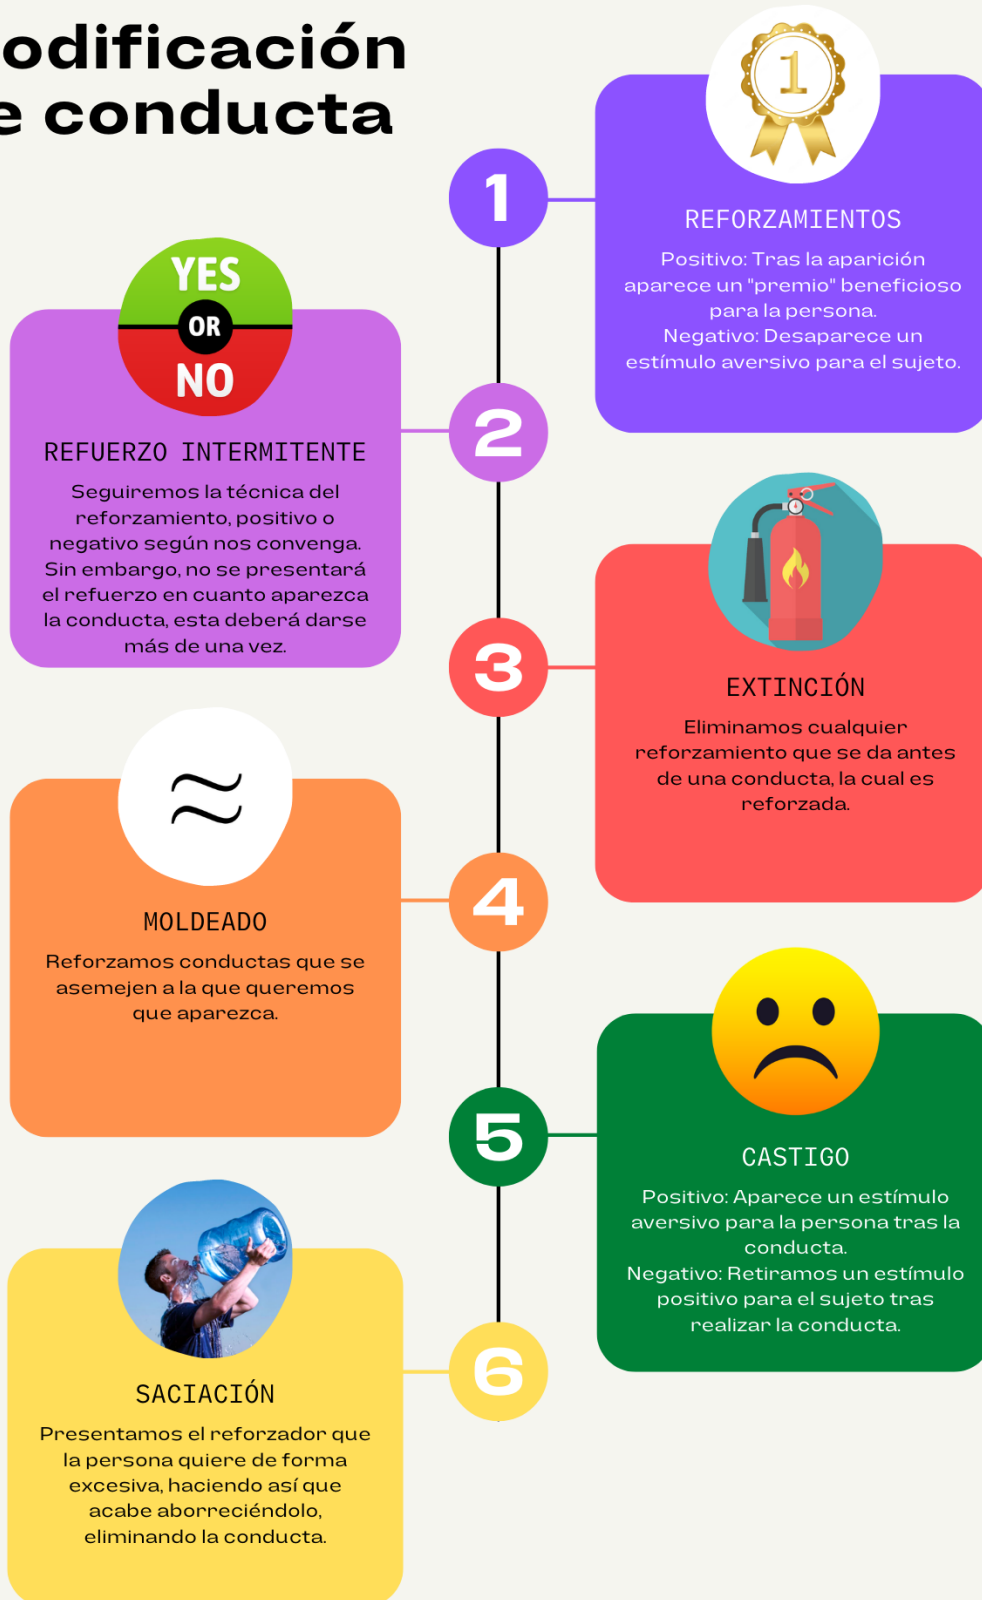 odificación
e conducta
1
1
REFORZAMIENTOS
Positivo: Tras la aparición
aparece un "premio" beneficioso
para la persona.
Negativo: Desaparece un
estímulo aversivo para el sujeto.
YES
OR
NO
2
REFUERZO INTERMITENTE
Seguiremos la técnica del
reforzamiento, positivo o
negativo según nos convenga.
Sin embargo, no se presentará
el refuerzo en cuanto aparezca
la conducta, esta deberá darse
más de una vez.
3
EXTINCIÓN
Eliminamos cualquier
reforzamiento que se da antes
de una conducta, la cual es
reforzada.
≈
4
MOLDEADO
Reforzamos conductas que se
asemejen a la que queremos
que aparezca.
5
CASTIGO
Positivo: Aparece un estímulo
aversivo para la persona tras la
conducta.
Negativo: Retiramos un estímulo
positivo para el sujeto tras
realizar la conducta.
6
SACIACIÓN
Presentamos el reforzador que
la persona quiere de forma
excesiva, haciendo así que
acabe aborreciéndolo,
eliminando la conducta.